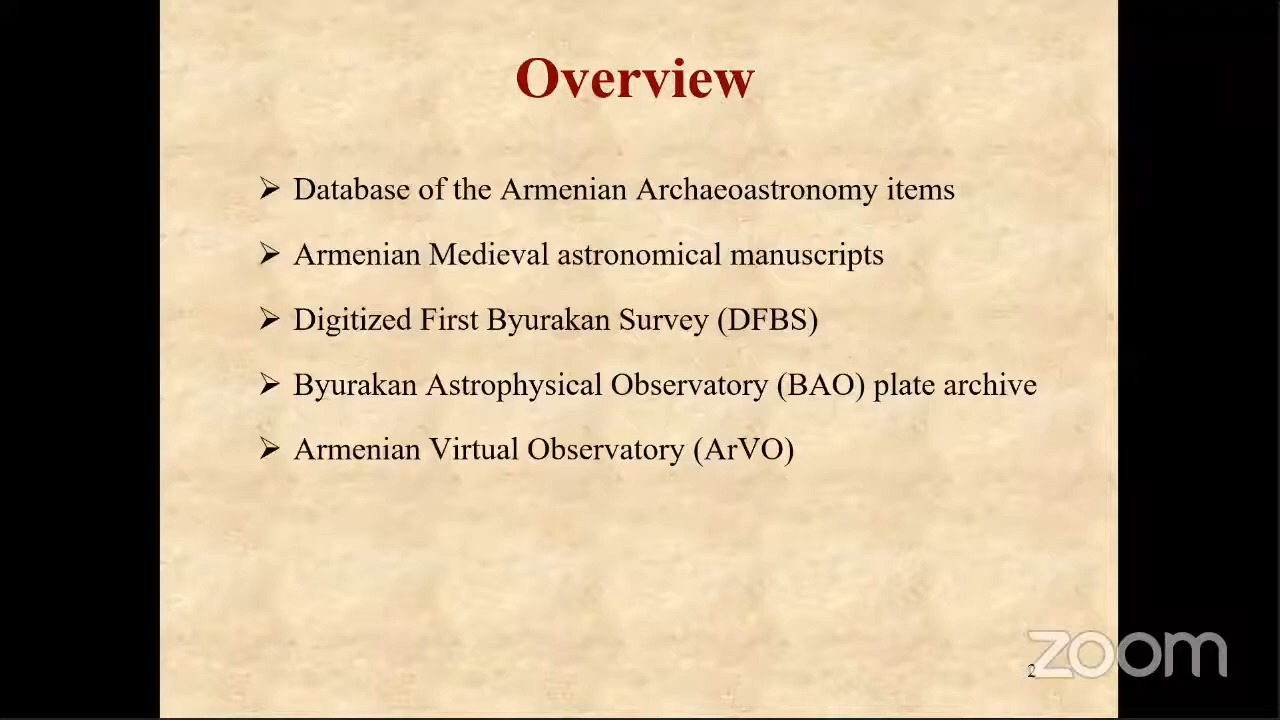 Overview
➢ Database of the Armenian Archaeoastronomy items
➢ Armenian Medieval astronomical manuscripts
➢ Digitized First Byurakan Survey (DFBS)
➢ Byurakan Astrophysical Observatory (BAO) plate archive
➢ Armenian Virtual Observatory (ArVO)
zoom
2